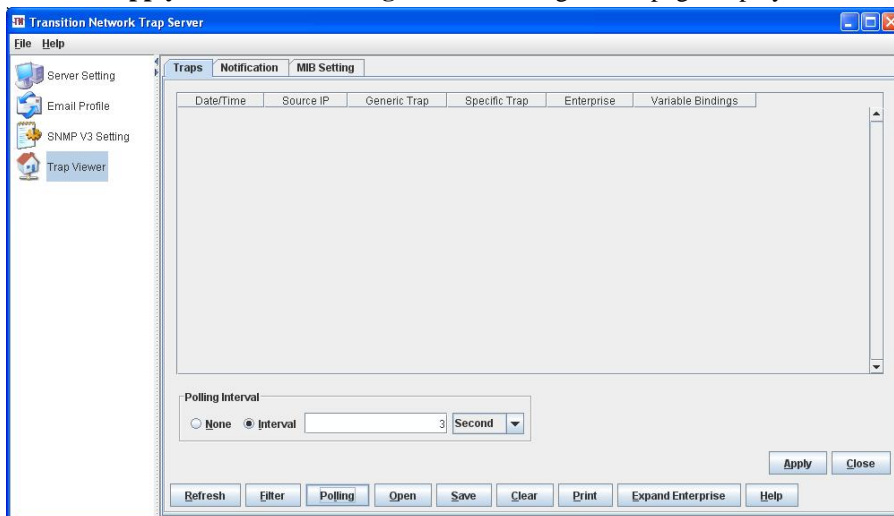 Transition Network Trap Server
File Help
Traps Notification MIB Setting
Server Setting
Email Profile
SNMP V3 Setting
Trap Viewer
Date/Time Source IP Generic Trap Specific Trap Enterprise Variable Bindings
Polling Interval
None Interval 3 Second
Apply Close
Refresh Filter Polling Open Save Clear Print Expand Enterprise Help